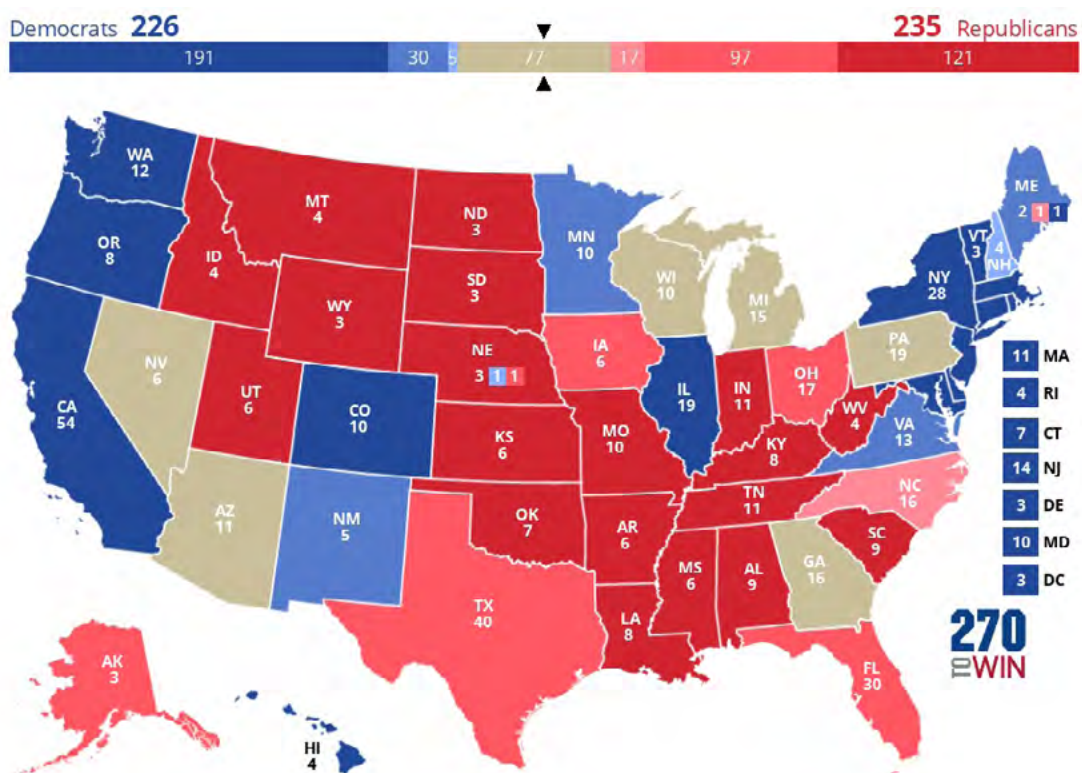 Democrats 226
235 Republicans
191 30 5 77 17 97 121
WA
12
OR
8
CA
54
NV
6
ID
4
MT
4
WY
3
UT
6
AZ
11
CO
10
NM
5
ND
3
SD
3
NE
3 1 1
KS
6
OK
7
TX
40
MN
10
IA
6
MO
10
AR
6
LA
8
WI
10
IL
19
MI
15
IN
11
OH
17
KY
8
TN
11
MS
6
AL
9
GA
16
FL
30
SC
9
NC
16
VA
13
WV
4
PA
19
NY
28
VT
3
4
NH
ME
2 1 1
11 MA
4 RI
7 CT
14 NJ
3 DE
10 MD
3 DC
AK
3
HI
4
270
TO WIN